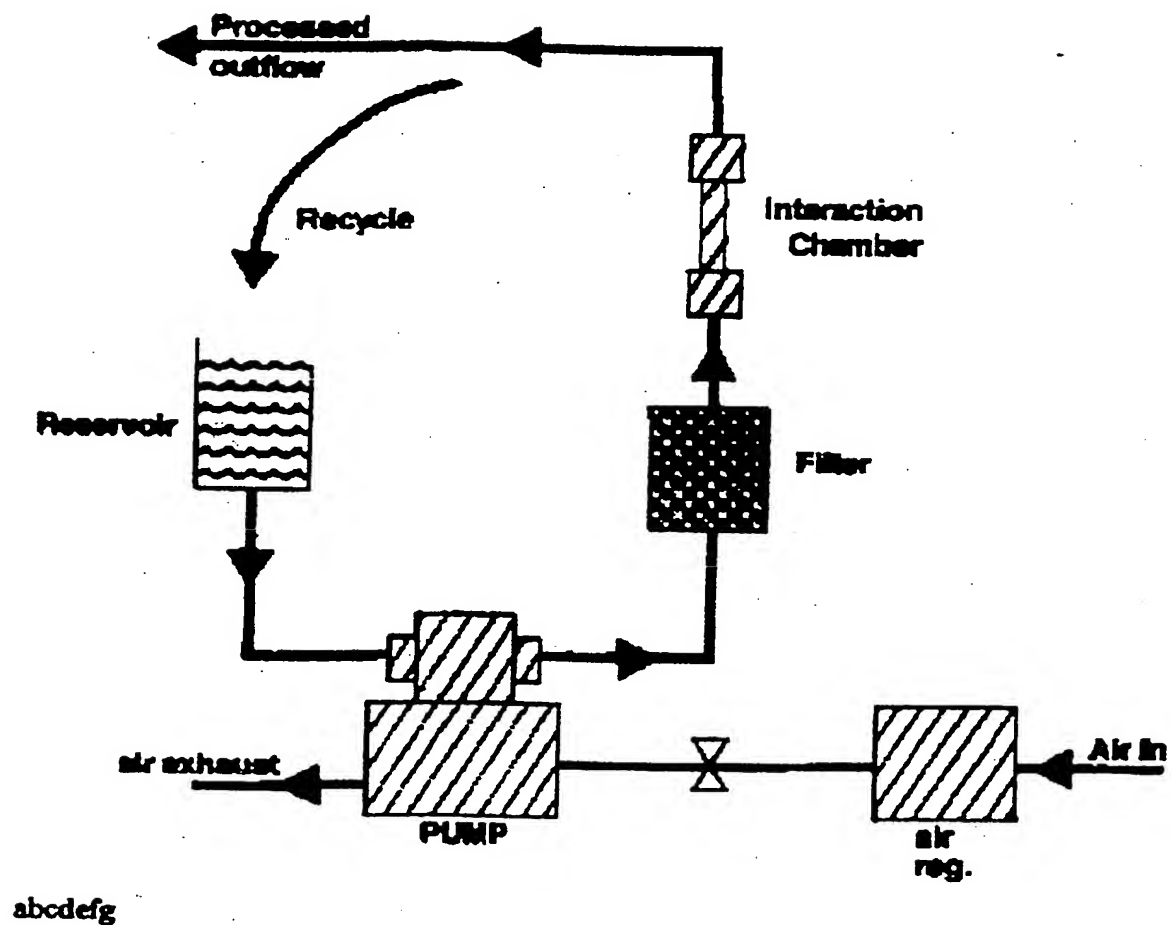 Processed
outflow
Recycle
Interaction
Chamber
Reservoir
Filter
air exhaust
Air in
PUMP
air
reg.
abcdefg